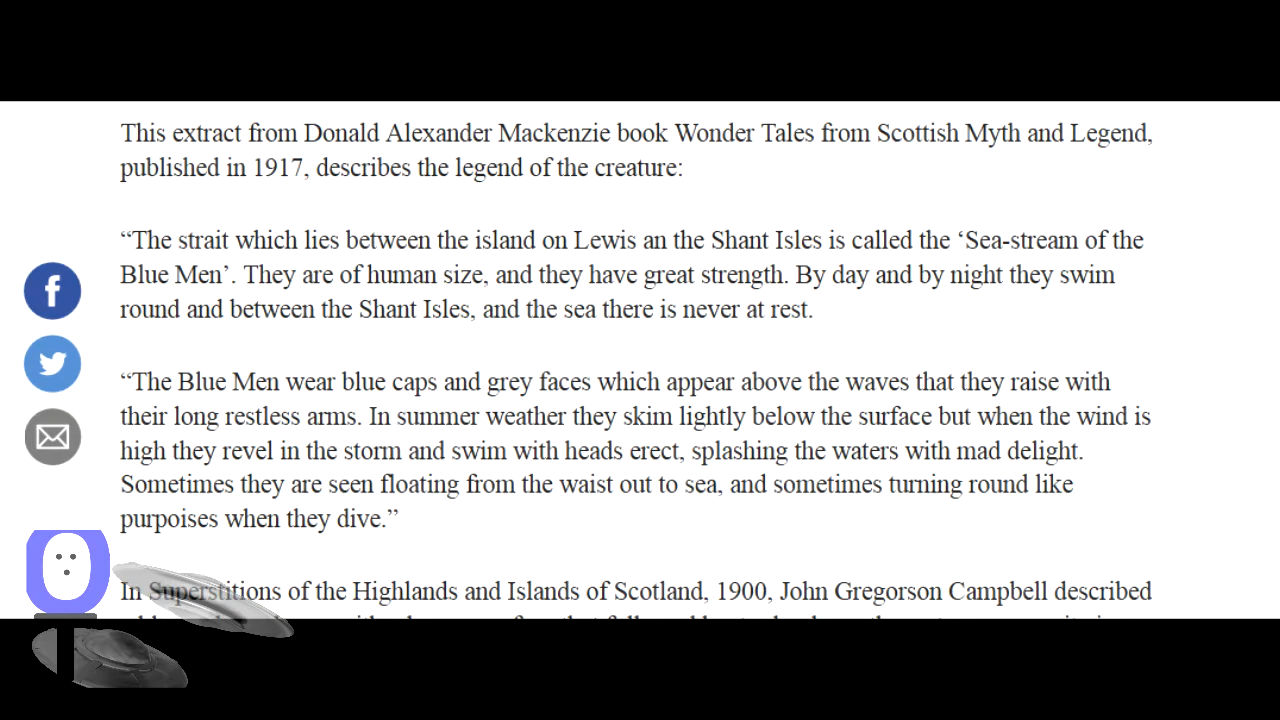 This extract from Donald Alexander Mackenzie book Wonder Tales from Scottish Myth and Legend,
published in 1917, describes the legend of the creature:
“The strait which lies between the island on Lewis an the Shant Isles is called the ‘Sea-stream of the
Blue Men’. They are of human size, and they have great strength. By day and by night they swim
round and between the Shant Isles, and the sea there is never at rest.
“The Blue Men wear blue caps and grey faces which appear above the waves that they raise with
their long restless arms. In summer weather they skim lightly below the surface but when the wind is
high they revel in the storm and swim with heads erect, splashing the waters with mad delight.
Sometimes they are seen floating from the waist out to sea, and sometimes turning round like
purpoises when they dive.”
In Superstitions of the Highlands and Islands of Scotland, 1900, John Gregorson Campbell described